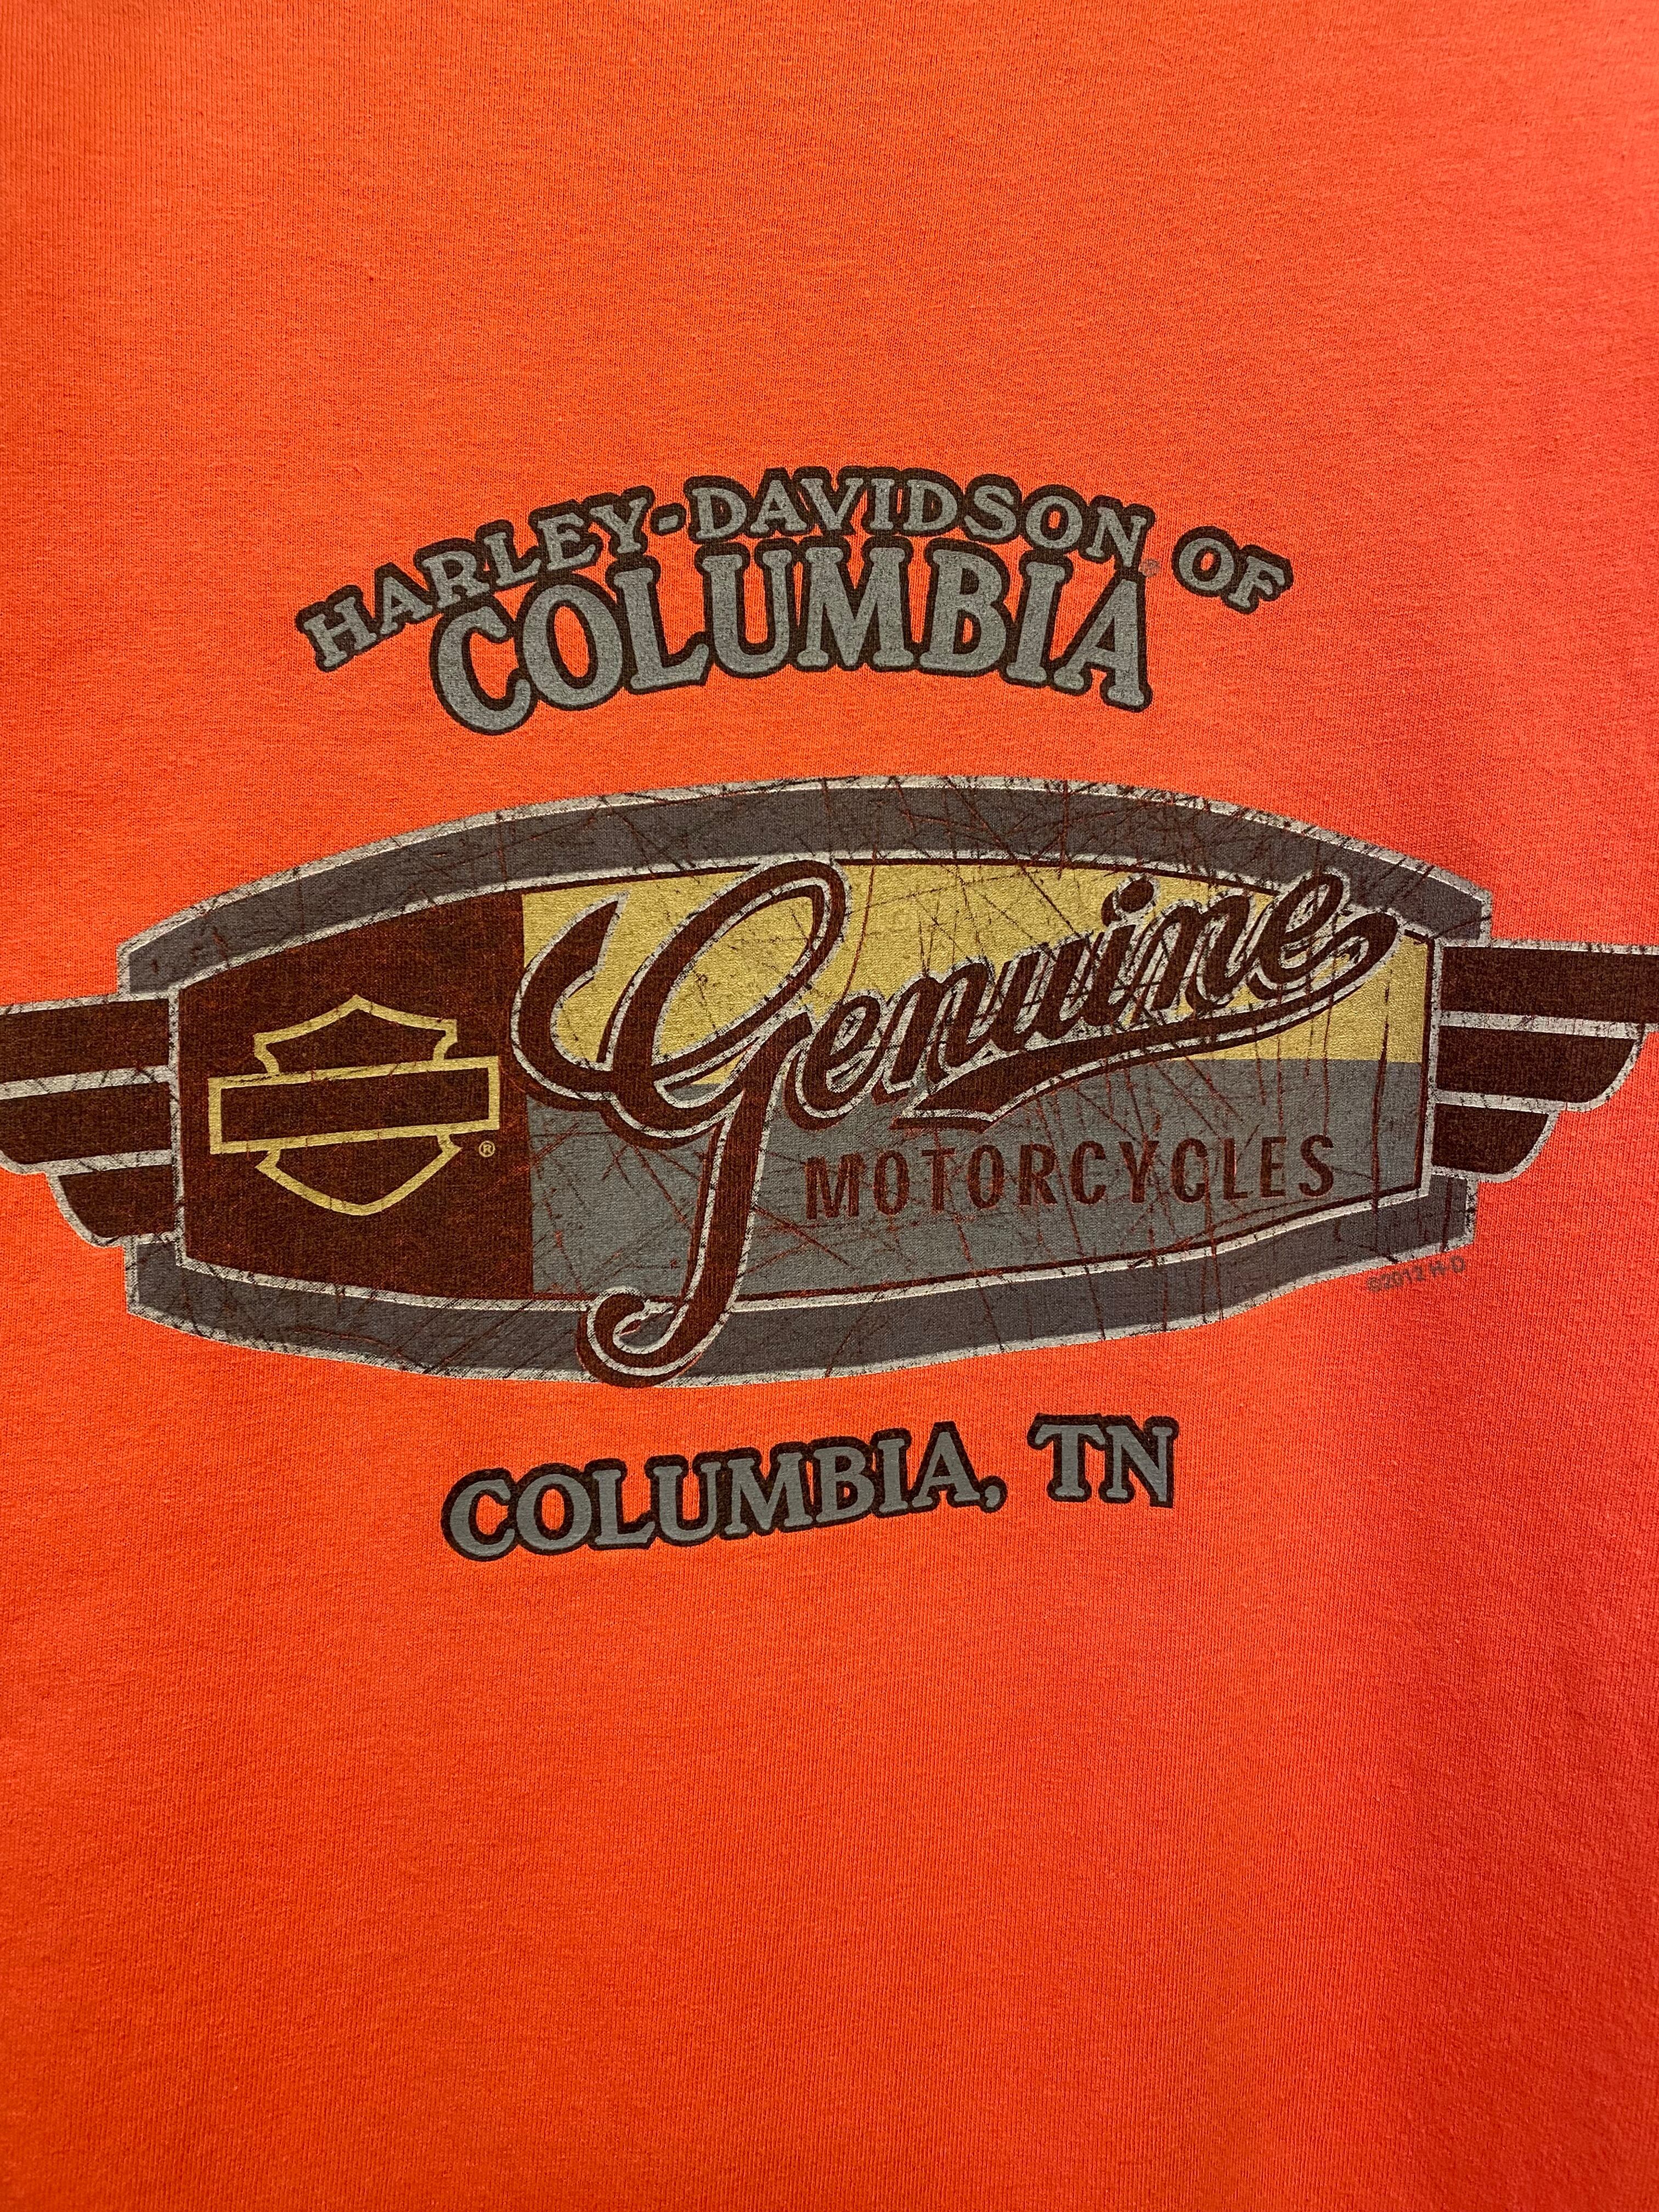 HARLEY-DAVIDSON OF
COLUMBIA
®
Genuine
MOTORCYCLES
®
©2012 H-D
COLUMBIA, TN